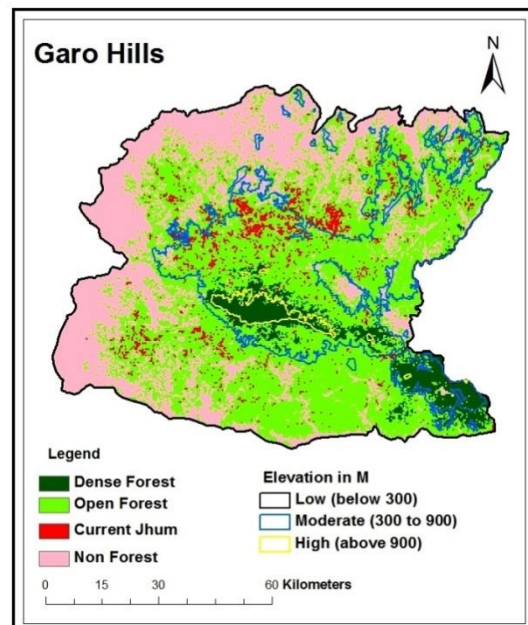 Garo Hills
N
Legend
Dense Forest
Open Forest
Current Jhum
Non Forest
Elevation in M
Low (below 300)
Moderate (300 to 900)
High (above 900)
0 15 30 60 Kilometers